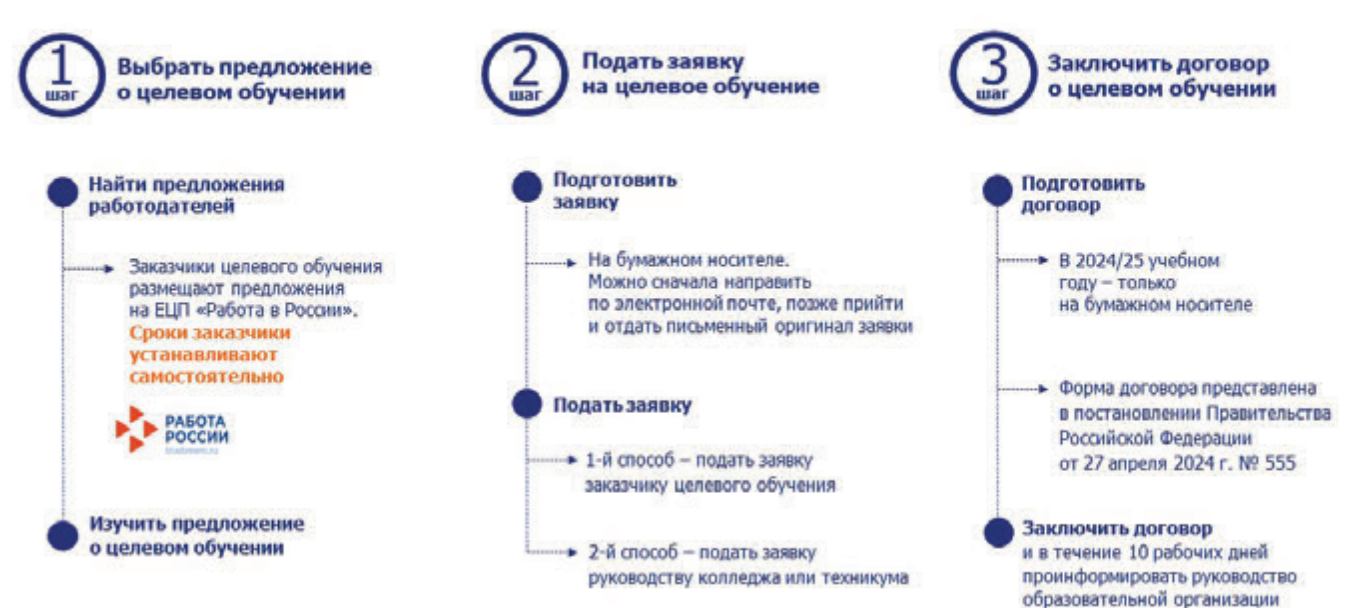 1
шаг
Выбрать предложение
о целевом обучении
Найти предложения
работодателей
Заказчики целевого обучения
размещают предложения
на ЕЦП «Работа в России».
Сроки заказчики
устанавливают
самостоятельно
РАБОТА
РОССИИ
Изучить предложение
о целевом обучении
2
шаг
Подать заявку
на целевое обучение
Подготовить
заявку
На бумажном носителе.
Можно сначала направить
по электронной почте, позже прийти
и отдать письменный оригинал заявки
Подать заявку
1-й способ – подать заявку
заказчику целевого обучения
2-й способ – подать заявку
руководству колледжа или техникума
3
шаг
Заключить договор
о целевом обучении
Подготовить
договор
В 2024/25 учебном
году – только
на бумажном носителе
Форма договора представлена
в постановлении Правительства
Российской Федерации
от 27 апреля 2024 г. № 555
Заключить договор
и в течение 10 рабочих дней
проинформировать руководство
образовательной организации